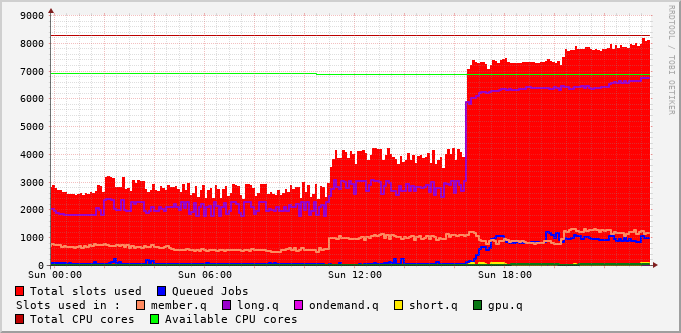 9000
8000
7000
6000
5000
4000
3000
2000
1000
0
Sun 00:00 Sun 06:00 Sun 12:00 Sun 18:00
RRDTOOL / TOBI OETIKER
Total slots used Queued Jobs
Slots used in : member.q long.q ondemand.q short.q gpu.q
Total CPU cores Available CPU cores